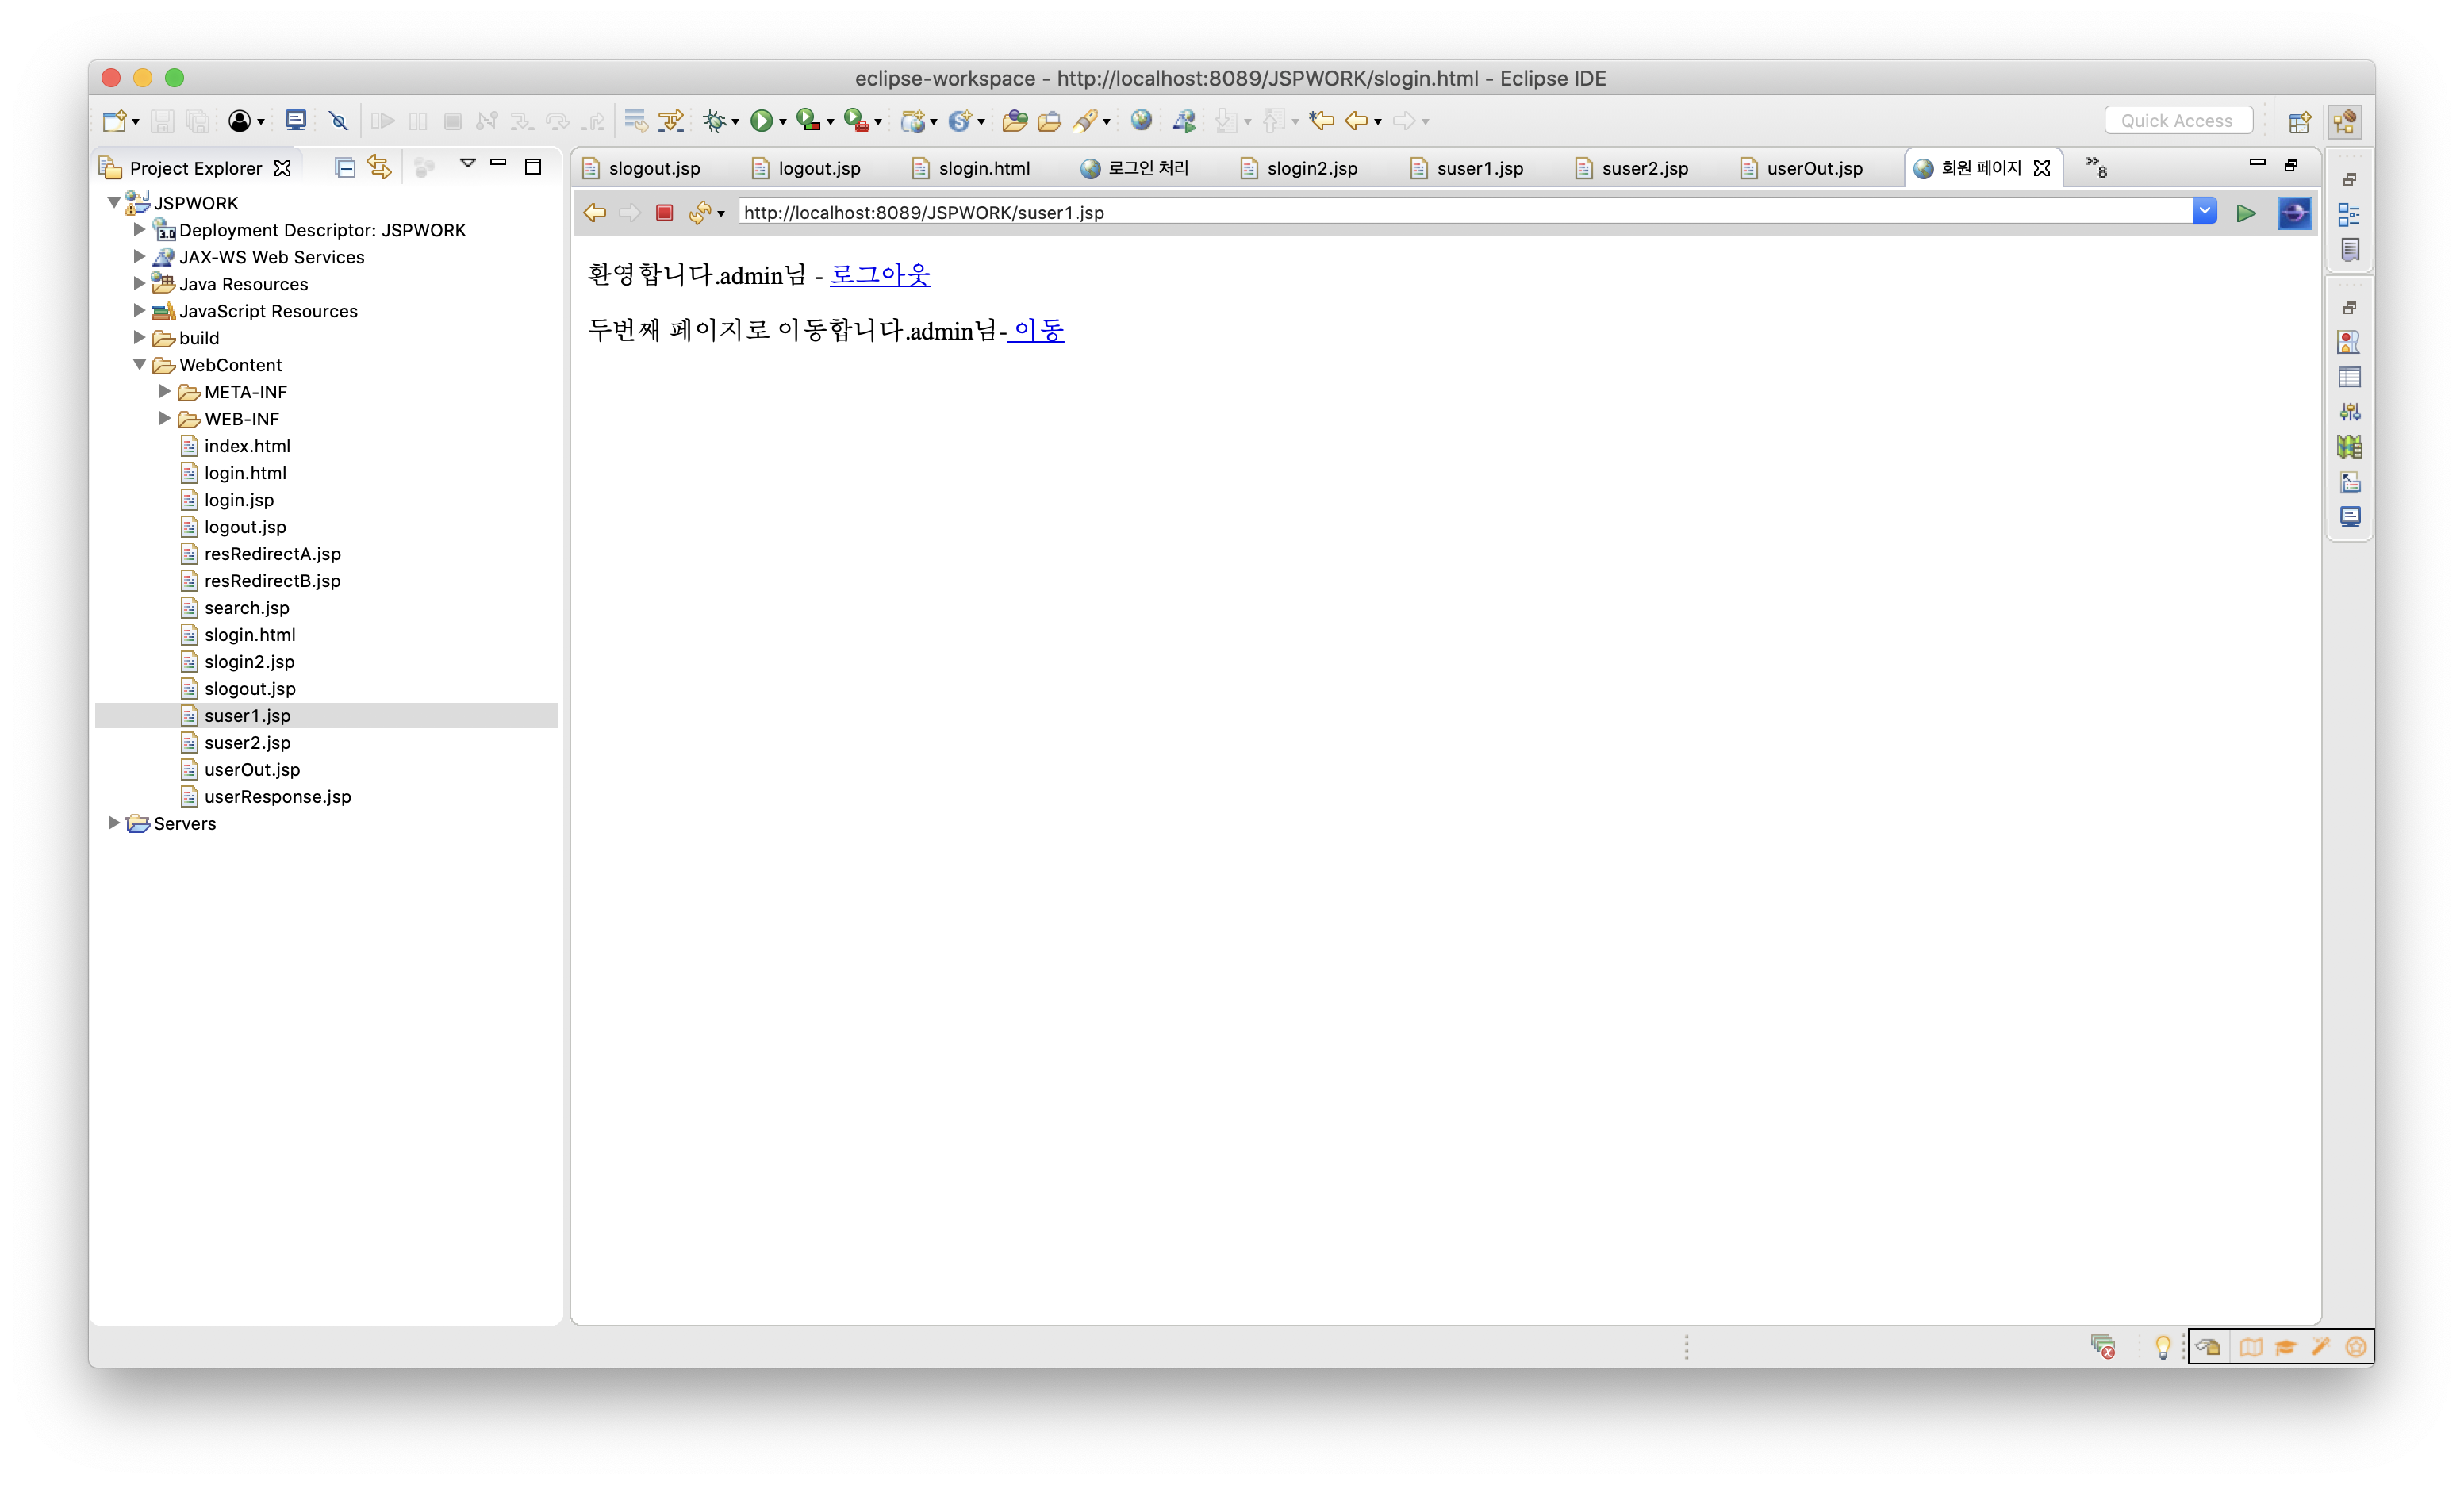 eclipse-workspace - http://localhost:8089/JSPWORK/slogin.html - Eclipse IDE
Quick Access
Project Explorer
JSPWORK
3.0 Deployment Descriptor: JSPWORK
JAX-WS Web Services
Java Resources
JavaScript Resources
build
WebContent
META-INF
WEB-INF
index.html
login.html
login.jsp
logout.jsp
resRedirectA.jsp
resRedirectB.jsp
search.jsp
slogin.html
slogin2.jsp
slogout.jsp
suser1.jsp
suser2.jsp
userOut.jsp
userResponse.jsp
Servers
slogout.jsp logout.jsp slogin.html 로그인 처리 slogin2.jsp suser1.jsp suser2.jsp userOut.jsp 회원 페이지 »8
http://localhost:8089/JSPWORK/suser1.jsp
환영합니다.admin님 - 로그아웃
두번째 페이지로 이동합니다.admin님- 이동